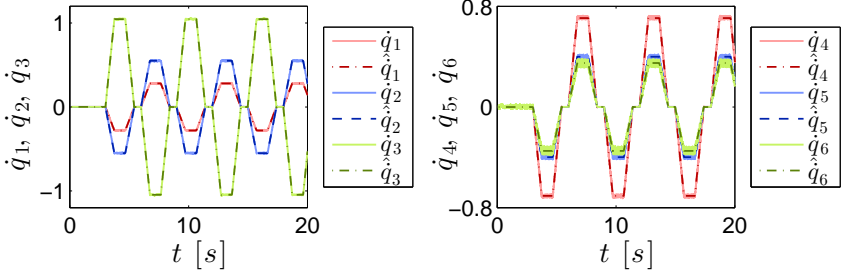 q̇1, q̇2, q̇3
1
0
−1
0
10
20
t [s]
q̇1
q̇̂1
q̇2
q̇̂2
q̇3
q̇̂3
q̇4, q̇5, q̇6
0.8
0
−0.8
0
10
20
t [s]
q̇4
q̇̂4
q̇5
q̇̂5
q̇6
q̇̂6